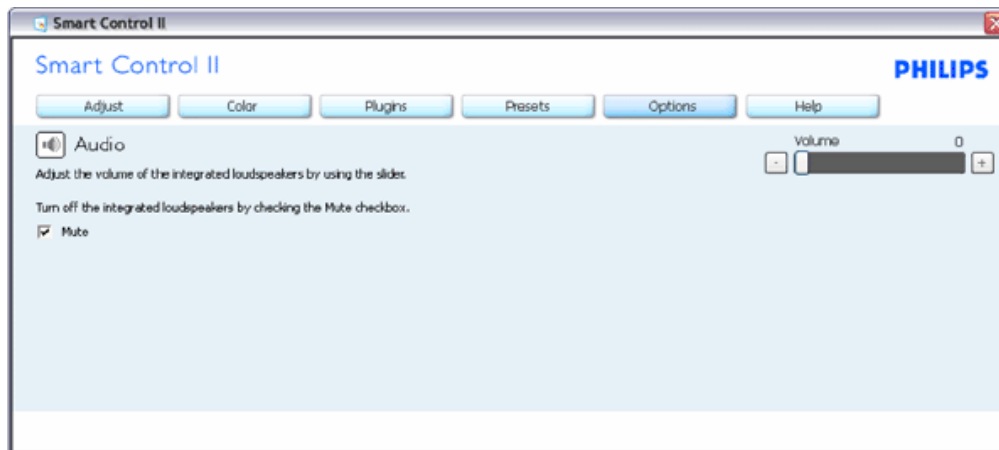 Smart Control II
Smart Control II
PHILIPS
Adjust Color Plugins Presets Options Help
Audio
Volume 0
- +
Adjust the volume of the integrated loudspeakers by using the slider.
Turn off the integrated loudspeakers by checking the Mute checkbox.
Mute